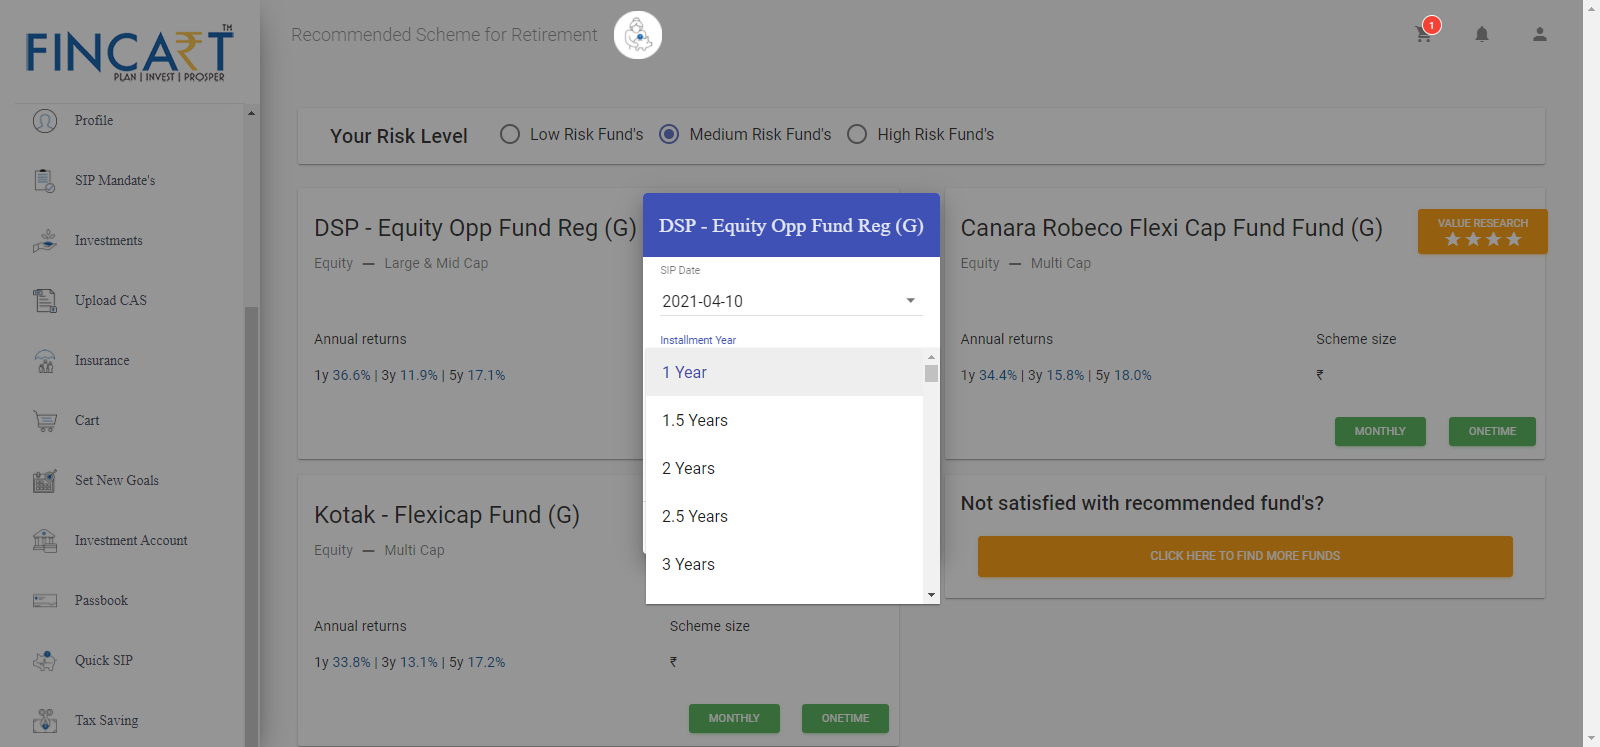 FINCART™
PLAN | INVEST | PROSPER
Profile
SIP Mandate's
Investments
Upload CAS
Insurance
Cart
Set New Goals
Investment Account
Passbook
Quick SIP
Tax Saving
Recommended Scheme for Retirement
1
Your Risk Level
Low Risk Fund's
Medium Risk Fund's
High Risk Fund's
DSP - Equity Opp Fund Reg (G)
Equity — Large & Mid Cap
Annual returns
1y 36.6% | 3y 11.9% | 5y 17.1%
DSP - Equity Opp Fund Reg (G)
SIP Date
2021-04-10
Installment Year
1 Year
1.5 Years
2 Years
2.5 Years
3 Years
Canara Robeco Flexi Cap Fund Fund (G)
VALUE RESEARCH
Equity — Multi Cap
Annual returns
Scheme size
1y 34.4% | 3y 15.8% | 5y 18.0%
₹
MONTHLY
ONETIME
Kotak - Flexicap Fund (G)
Equity — Multi Cap
Annual returns
Scheme size
1y 33.8% | 3y 13.1% | 5y 17.2%
₹
MONTHLY
ONETIME
Not satisfied with recommended fund's?
CLICK HERE TO FIND MORE FUNDS